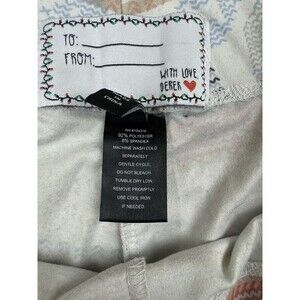 TO:
FROM:
WITH LOVE,
DEREK
CHINA
92% POLYESTER
8% SPANDEX
MACHINE WASH COLD
SEPARATELY
GENTLE CYCLE
DO NOT BLEACH
TUMBLE DRY LOW
REMOVE PROMPTLY
USE COOL IRON
IF NEEDED